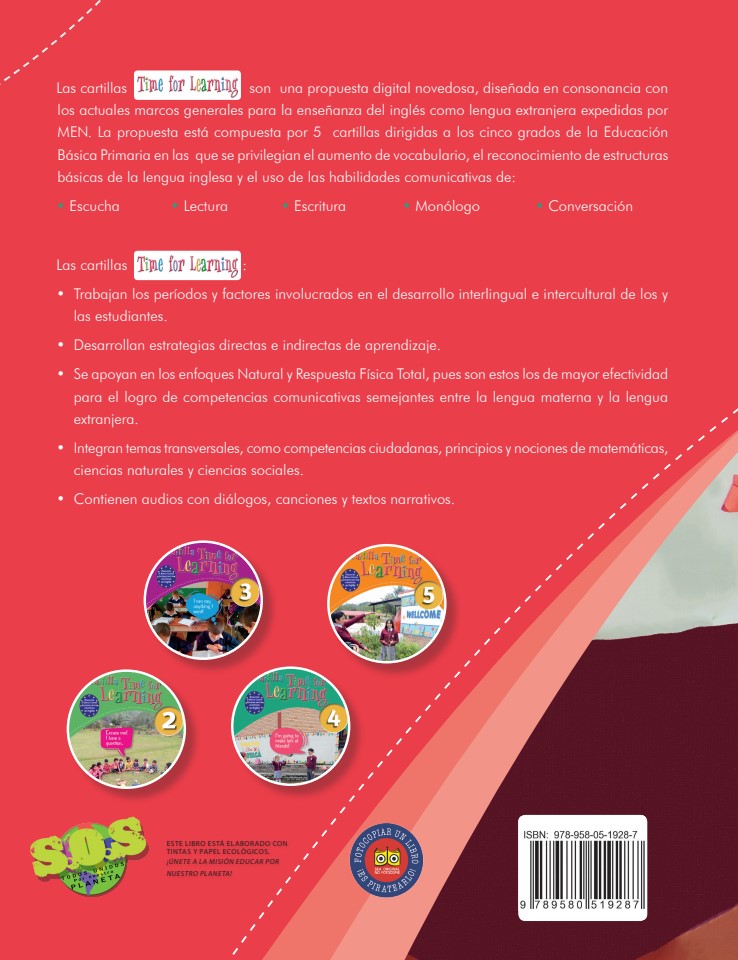 Las cartillas Time for Learning son una propuesta digital novedosa, diseñada en consonancia con
los actuales marcos generales para la enseñanza del inglés como lengua extranjera expedidas por
MEN. La propuesta está compuesta por 5 cartillas dirigidas a los cinco grados de la Educación
Básica Primaria en las que se privilegian el aumento de vocabulario, el reconocimiento de estructuras
básicas de la lengua inglesa y el uso de las habilidades comunicativas de:
• Escucha • Lectura • Escritura • Monólogo • Conversación
Las cartillas Time for Learning:
• Trabajan los períodos y factores involucrados en el desarrollo interlingual e intercultural de los y
las estudiantes.
• Desarrollan estrategias directas e indirectas de aprendizaje.
• Se apoyan en los enfoques Natural y Respuesta Física Total, pues son estos los de mayor efectividad
para el logro de competencias comunicativas semejantes entre la lengua materna y la lengua
extranjera.
• Integran temas transversales, como competencias ciudadanas, principios y nociones de matemáticas,
ciencias naturales y ciencias sociales.
• Contienen audios con diálogos, canciones y textos narrativos.
Time for
Learning
3
Time for
Learning
5
WELLCOME
Time for
Learning
2
Time for
Learning
4
SOS
TODOS UNIDOS
POR NUESTRO
PLANETA
ESTE LIBRO ESTÁ ELABORADO CON
TINTAS Y PAPEL ECOLÓGICOS.
¡ÚNETE A LA MISIÓN EDUCAR POR
NUESTRO PLANETA!
FOTOCOPIAR UN LIBRO
¡ES PIRATEARLO!
SEA ORIGINAL
NO FOTOCOPIE
ISBN: 978-958-05-1928-7
9 789580 519287